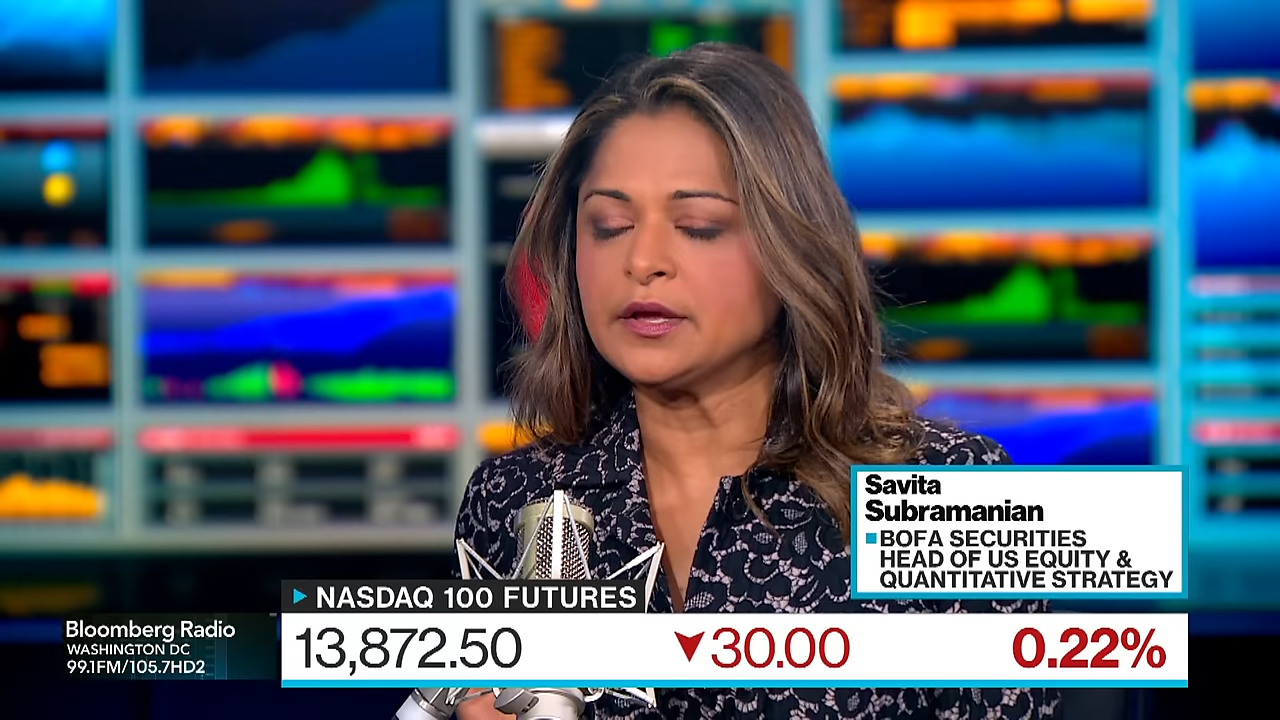 Savita
Subramanian
BOFA SECURITIES
HEAD OF US EQUITY &
QUANTITATIVE STRATEGY
NASDAQ 100 FUTURES
Bloomberg Radio
WASHINGTON DC
99.1FM/105.7HD2
13,872.50 ▼30.00 0.22%